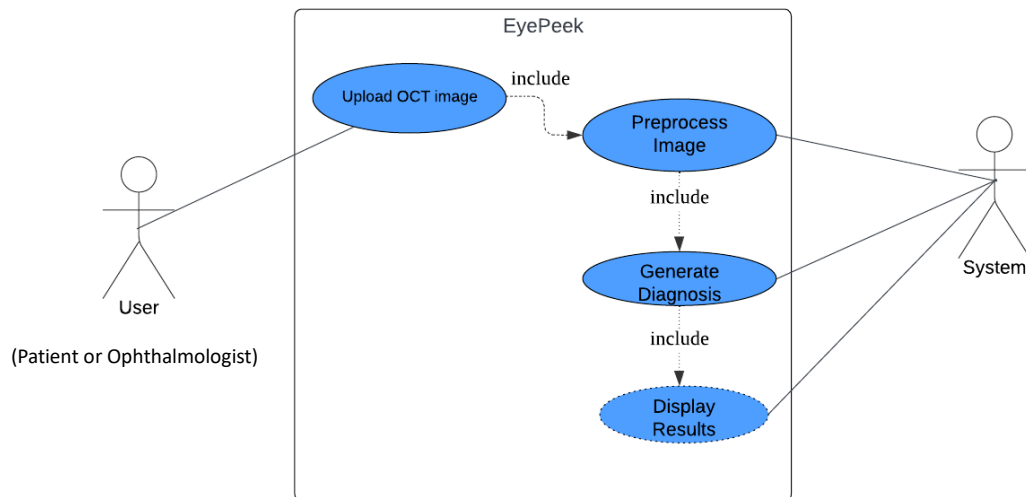 EyePeek
Upload OCT image
include
Preprocess
Image
include
Generate
Diagnosis
include
Display
Results
User
(Patient or Ophthalmologist)
System